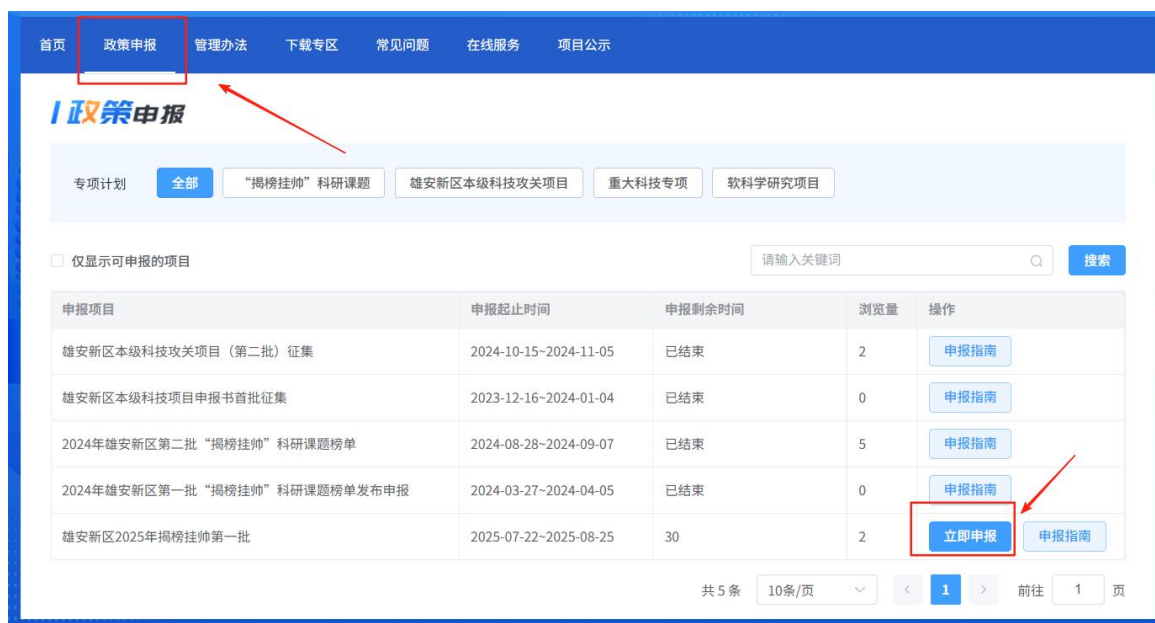 首页 政策申报 管理办法 下载专区 常见问题 在线服务 项目公示
政策申报
专项计划 全部 “揭榜挂帅”科研课题 雄安新区本级科技攻关项目 重大科技专项 软科学研究项目
仅显示可申报的项目 请输入关键词 搜索
申报项目 申报起止时间 申报剩余时间 浏览量 操作
雄安新区本级科技攻关项目（第二批）征集 2024-10-15~2024-11-05 已结束 2 申报指南
雄安新区本级科技项目申报书首批征集 2023-12-16~2024-01-04 已结束 0 申报指南
2024年雄安新区第二批“揭榜挂帅”科研课题榜单 2024-08-28~2024-09-07 已结束 5 申报指南
2024年雄安新区第一批“揭榜挂帅”科研课题榜单发布申报 2024-03-27~2024-04-05 已结束 0 申报指南
雄安新区2025年揭榜挂帅第一批 2025-07-22~2025-08-25 30 2 立即申报 申报指南
共 5 条 10条/页 1 前往 1 页